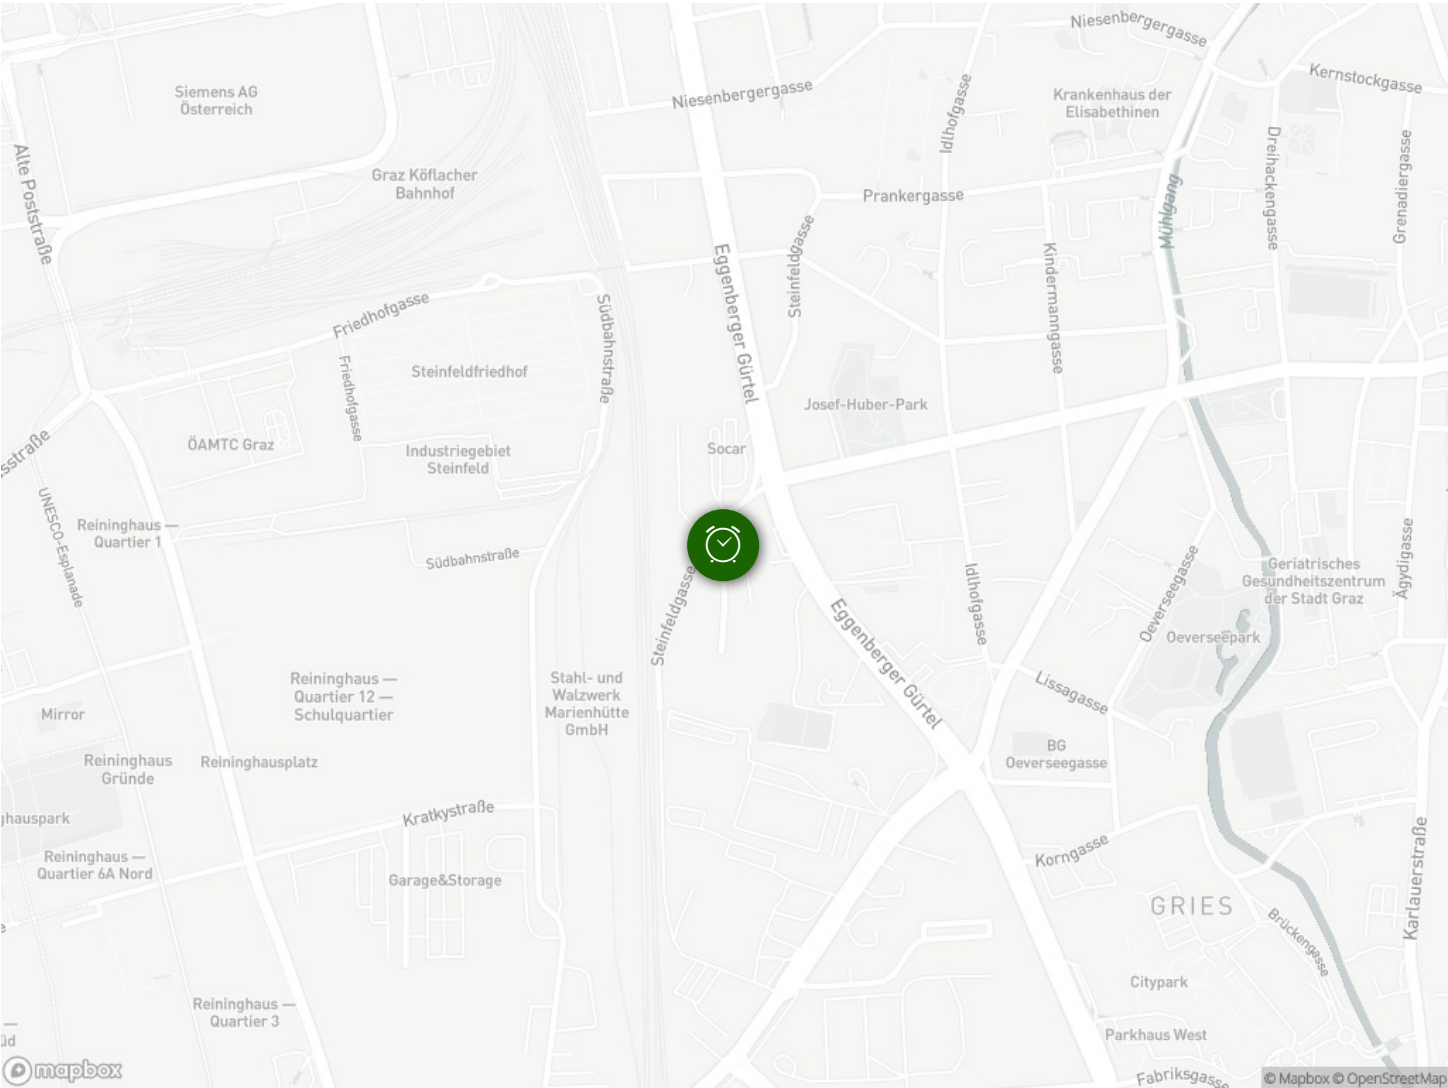 Niesenbergergasse
Kernstockgasse
Siemens AG
Österreich
Niesenbergergasse
Idlhofgasse
Krankenhaus der
Elisabethinen
Alte Poststraße
Graz Köflacher
Bahnhof
Prankergasse
Mühlgang
Dreihackengasse
Grenadiergasse
Eggenberger Gürtel
Steinfeldgasse
Kindermanngasse
Friedhofgasse
Südbahnstraße
Friedhofgasse
Steinfeldfriedhof
Josef-Huber-Park
ÖAMTC Graz
Industriegebiet
Steinfeld
Socar
sstraße
UNESCO-Esplanade
Reininghaus —
Quartier 1
Südbahnstraße
Steinfeldgasse
Idlhofgasse
Oeverseegasse
Geriatrisches
Gesundheitszentrum
der Stadt Graz
Ägydigasse
Oeverseepark
Eggenberger Gürtel
Lissagasse
Reininghaus —
Quartier 12 —
Schulquartier
Stahl- und
Walzwerk
Marienhütte
GmbH
Mirror
Reininghaus
Gründe
Reininghausplatz
BG
Oeverseegasse
ghauspark
Kratkystraße
Korngasse
Karlauerstraße
Reininghaus —
Quartier 6A Nord
Garage&Storage
GRIES
Brückengasse
e
Citypark
Reininghaus —
Quartier 3
—
üd
Parkhaus West
Fabriksgasse
mapbox
© Mapbox © OpenStreetMap